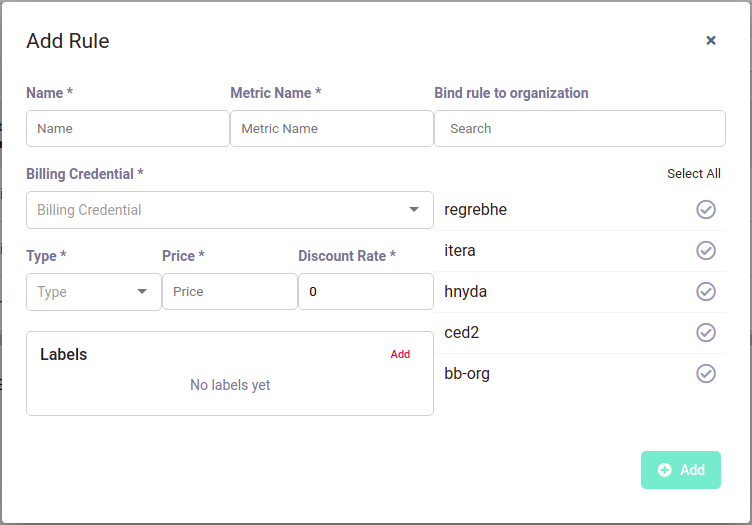 Add Rule
Name *
Metric Name *
Bind rule to organization
Name
Metric Name
Search
Billing Credential *
Select All
Billing Credential
regrebhe
itera
Type *
Price *
Discount Rate *
Type
Price
0
hnyda
ced2
Labels
Add
No labels yet
bb-org
Add